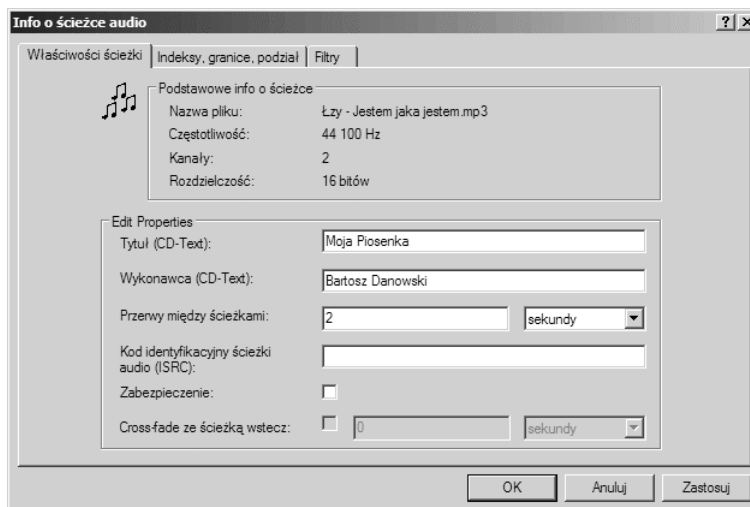 Info o ścieżce audio
Właściwości ścieżki Indeksy, granice, podział Filtry
Podstawowe info o ścieżce
Nazwa pliku: Łzy - Jestem jaka jestem.mp3
Częstotliwość: 44 100 Hz
Kanały: 2
Rozdzielczość: 16 bitów
Edit Properties
Tytuł (CD-Text): Moja Piosenka
Wykonawca (CD-Text): Bartosz Danowski
Przerwy między ścieżkami: 2 sekundy
Kod identyfikacyjny ścieżki
audio (ISRC):
Zabezpieczenie:
Cross-fade ze ścieżką wstecz: 0 sekundy
OK Anuluj Zastosuj